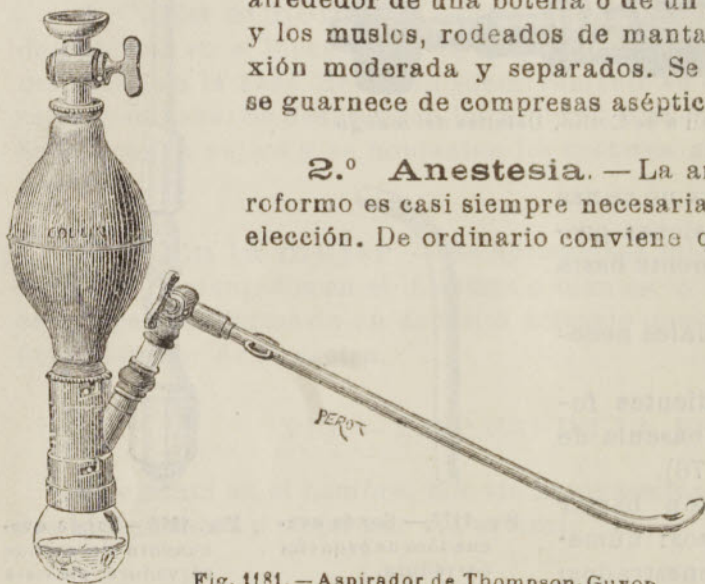 alrededor de una botella o de un
y los muslos, rodeados de manta
xión moderada y separados. Se
se guarnece de compresas aséptic
2.º Anestesia. — La an
roformo es casi siempre necesaria
elección. De ordinario conviene
COLLIN
PEROT
Fig. 1181. — Aspirador de Thompson Guyon